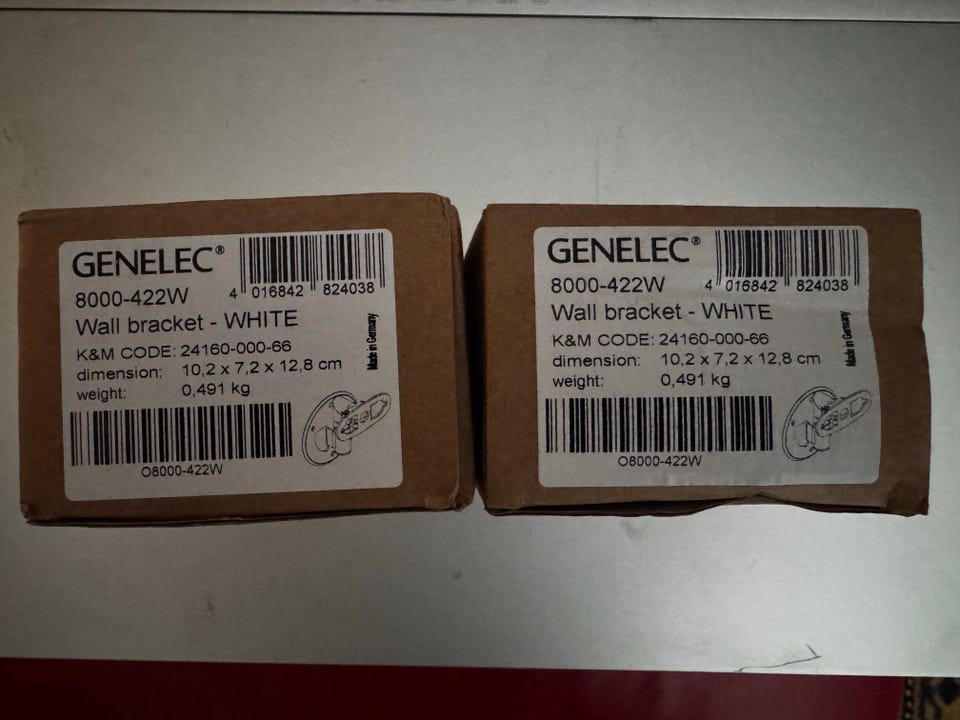 GENELEC®
8000-422W
4 016842 824038
Wall bracket - WHITE
K&M CODE: 24160-000-66
dimension: 10,2 x 7,2 x 12,8 cm
weight: 0,491 kg
Made in Germany
O8000-422W
GENELEC®
8000-422W
4 016842 824038
Wall bracket - WHITE
K&M CODE: 24160-000-66
dimension: 10,2 x 7,2 x 12,8 cm
weight: 0,491 kg
Made in Germany
O8000-422W